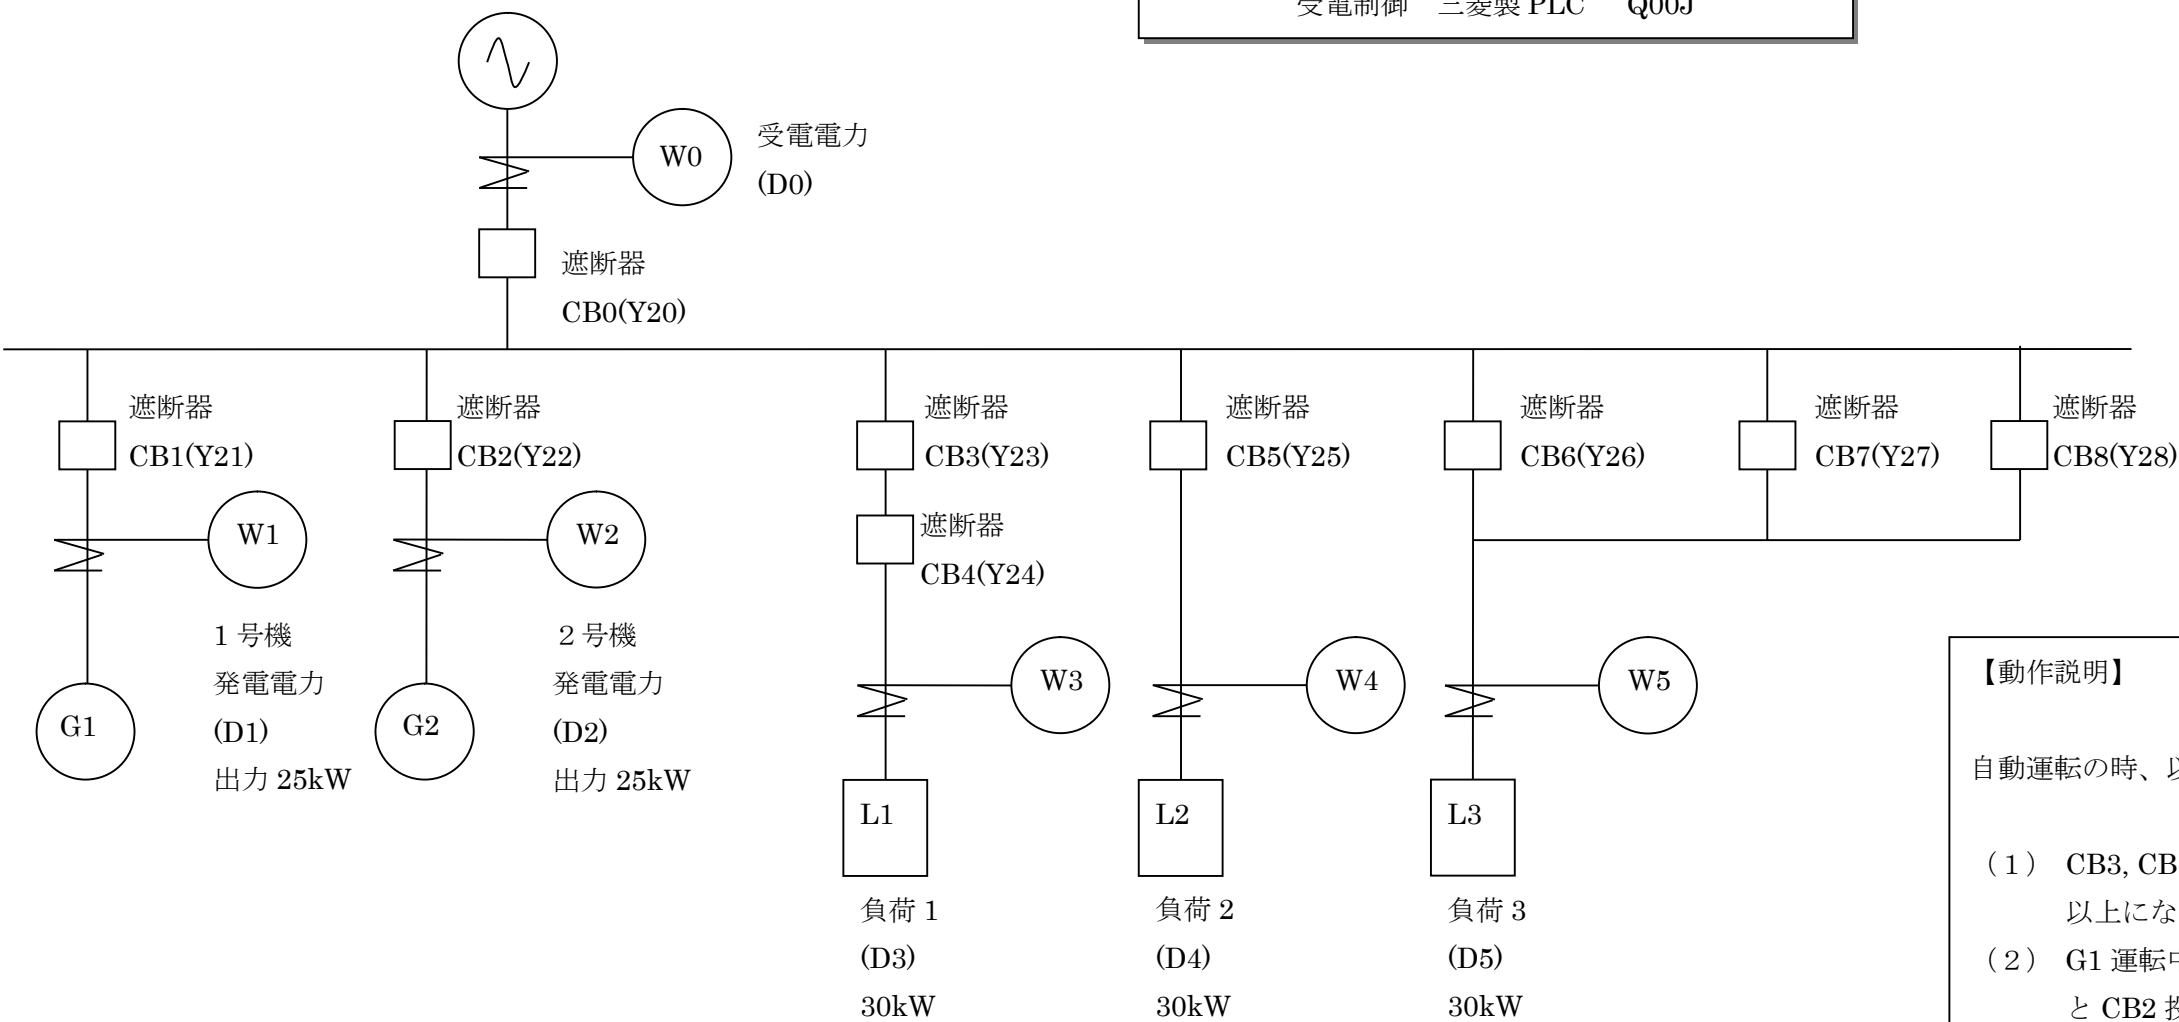 受電制御　三菱製 PLC　Q00J
W0
受電電力
(D0)
遮断器
CB0(Y20)
遮断器
CB1(Y21)
遮断器
CB2(Y22)
遮断器
CB3(Y23)
遮断器
CB5(Y25)
遮断器
CB6(Y26)
遮断器
CB7(Y27)
遮断器
CB8(Y28)
遮断器
CB4(Y24)
W1
W2
1 号機
発電電力
(D1)
出力 25kW
２号機
発電電力
(D2)
出力 25kW
G1
G2
W3
W4
W5
L1
L2
L3
負荷 1
(D3)
30kW
負荷 2
(D4)
30kW
負荷 3
(D5)
30kW
【動作説明】
自動運転の時、以
（１） CB3, CB
以上にな
（２） G1 運転中
と CB2 投